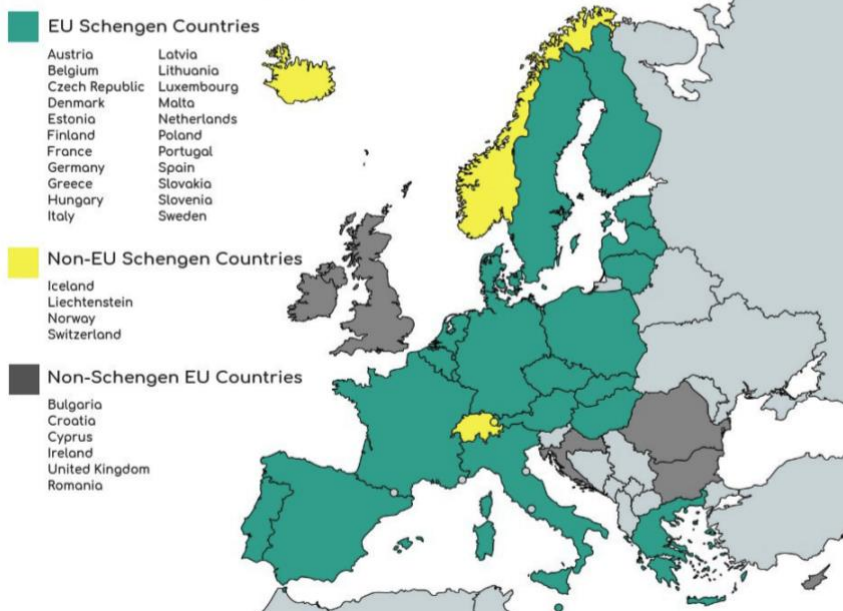 EU Schengen Countries
Austria
Belgium
Czech Republic
Denmark
Estonia
Finland
France
Germany
Greece
Hungary
Italy
Latvia
Lithuania
Luxembourg
Malta
Netherlands
Poland
Portugal
Spain
Slovakia
Slovenia
Sweden
Non-EU Schengen Countries
Iceland
Liechtenstein
Norway
Switzerland
Non-Schengen EU Countries
Bulgaria
Croatia
Cyprus
Ireland
United Kingdom
Romania